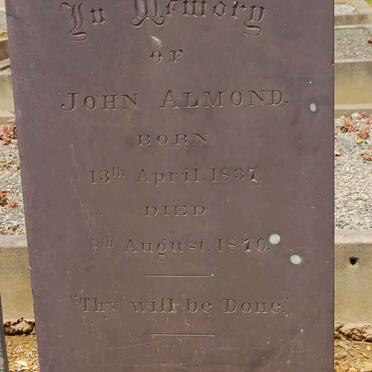 In Memory
OF
JOHN ALMOND.
BORN
13th April 1837.
DIED
8th August 1870.
"Thy will be Done",